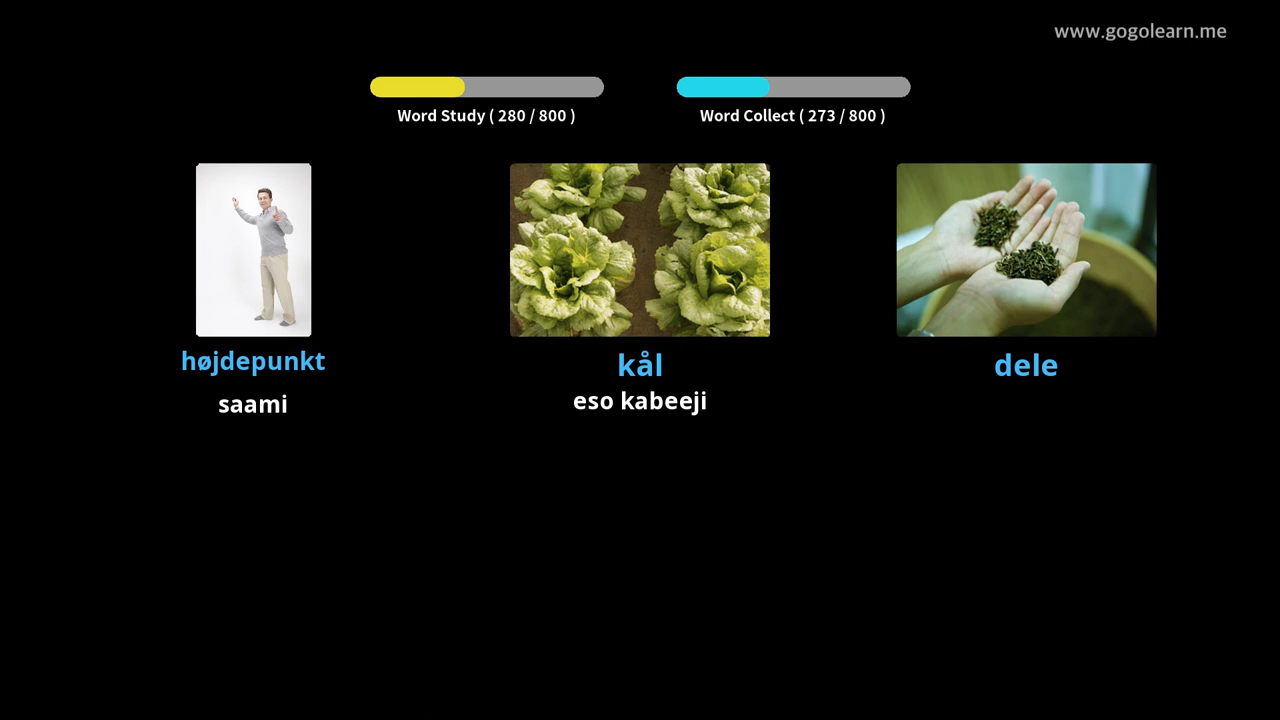 www.gogolearn.me
Word Study ( 280 / 800 )
Word Collect ( 273 / 800 )
højdepunkt
kål
dele
saami
eso kabeeji